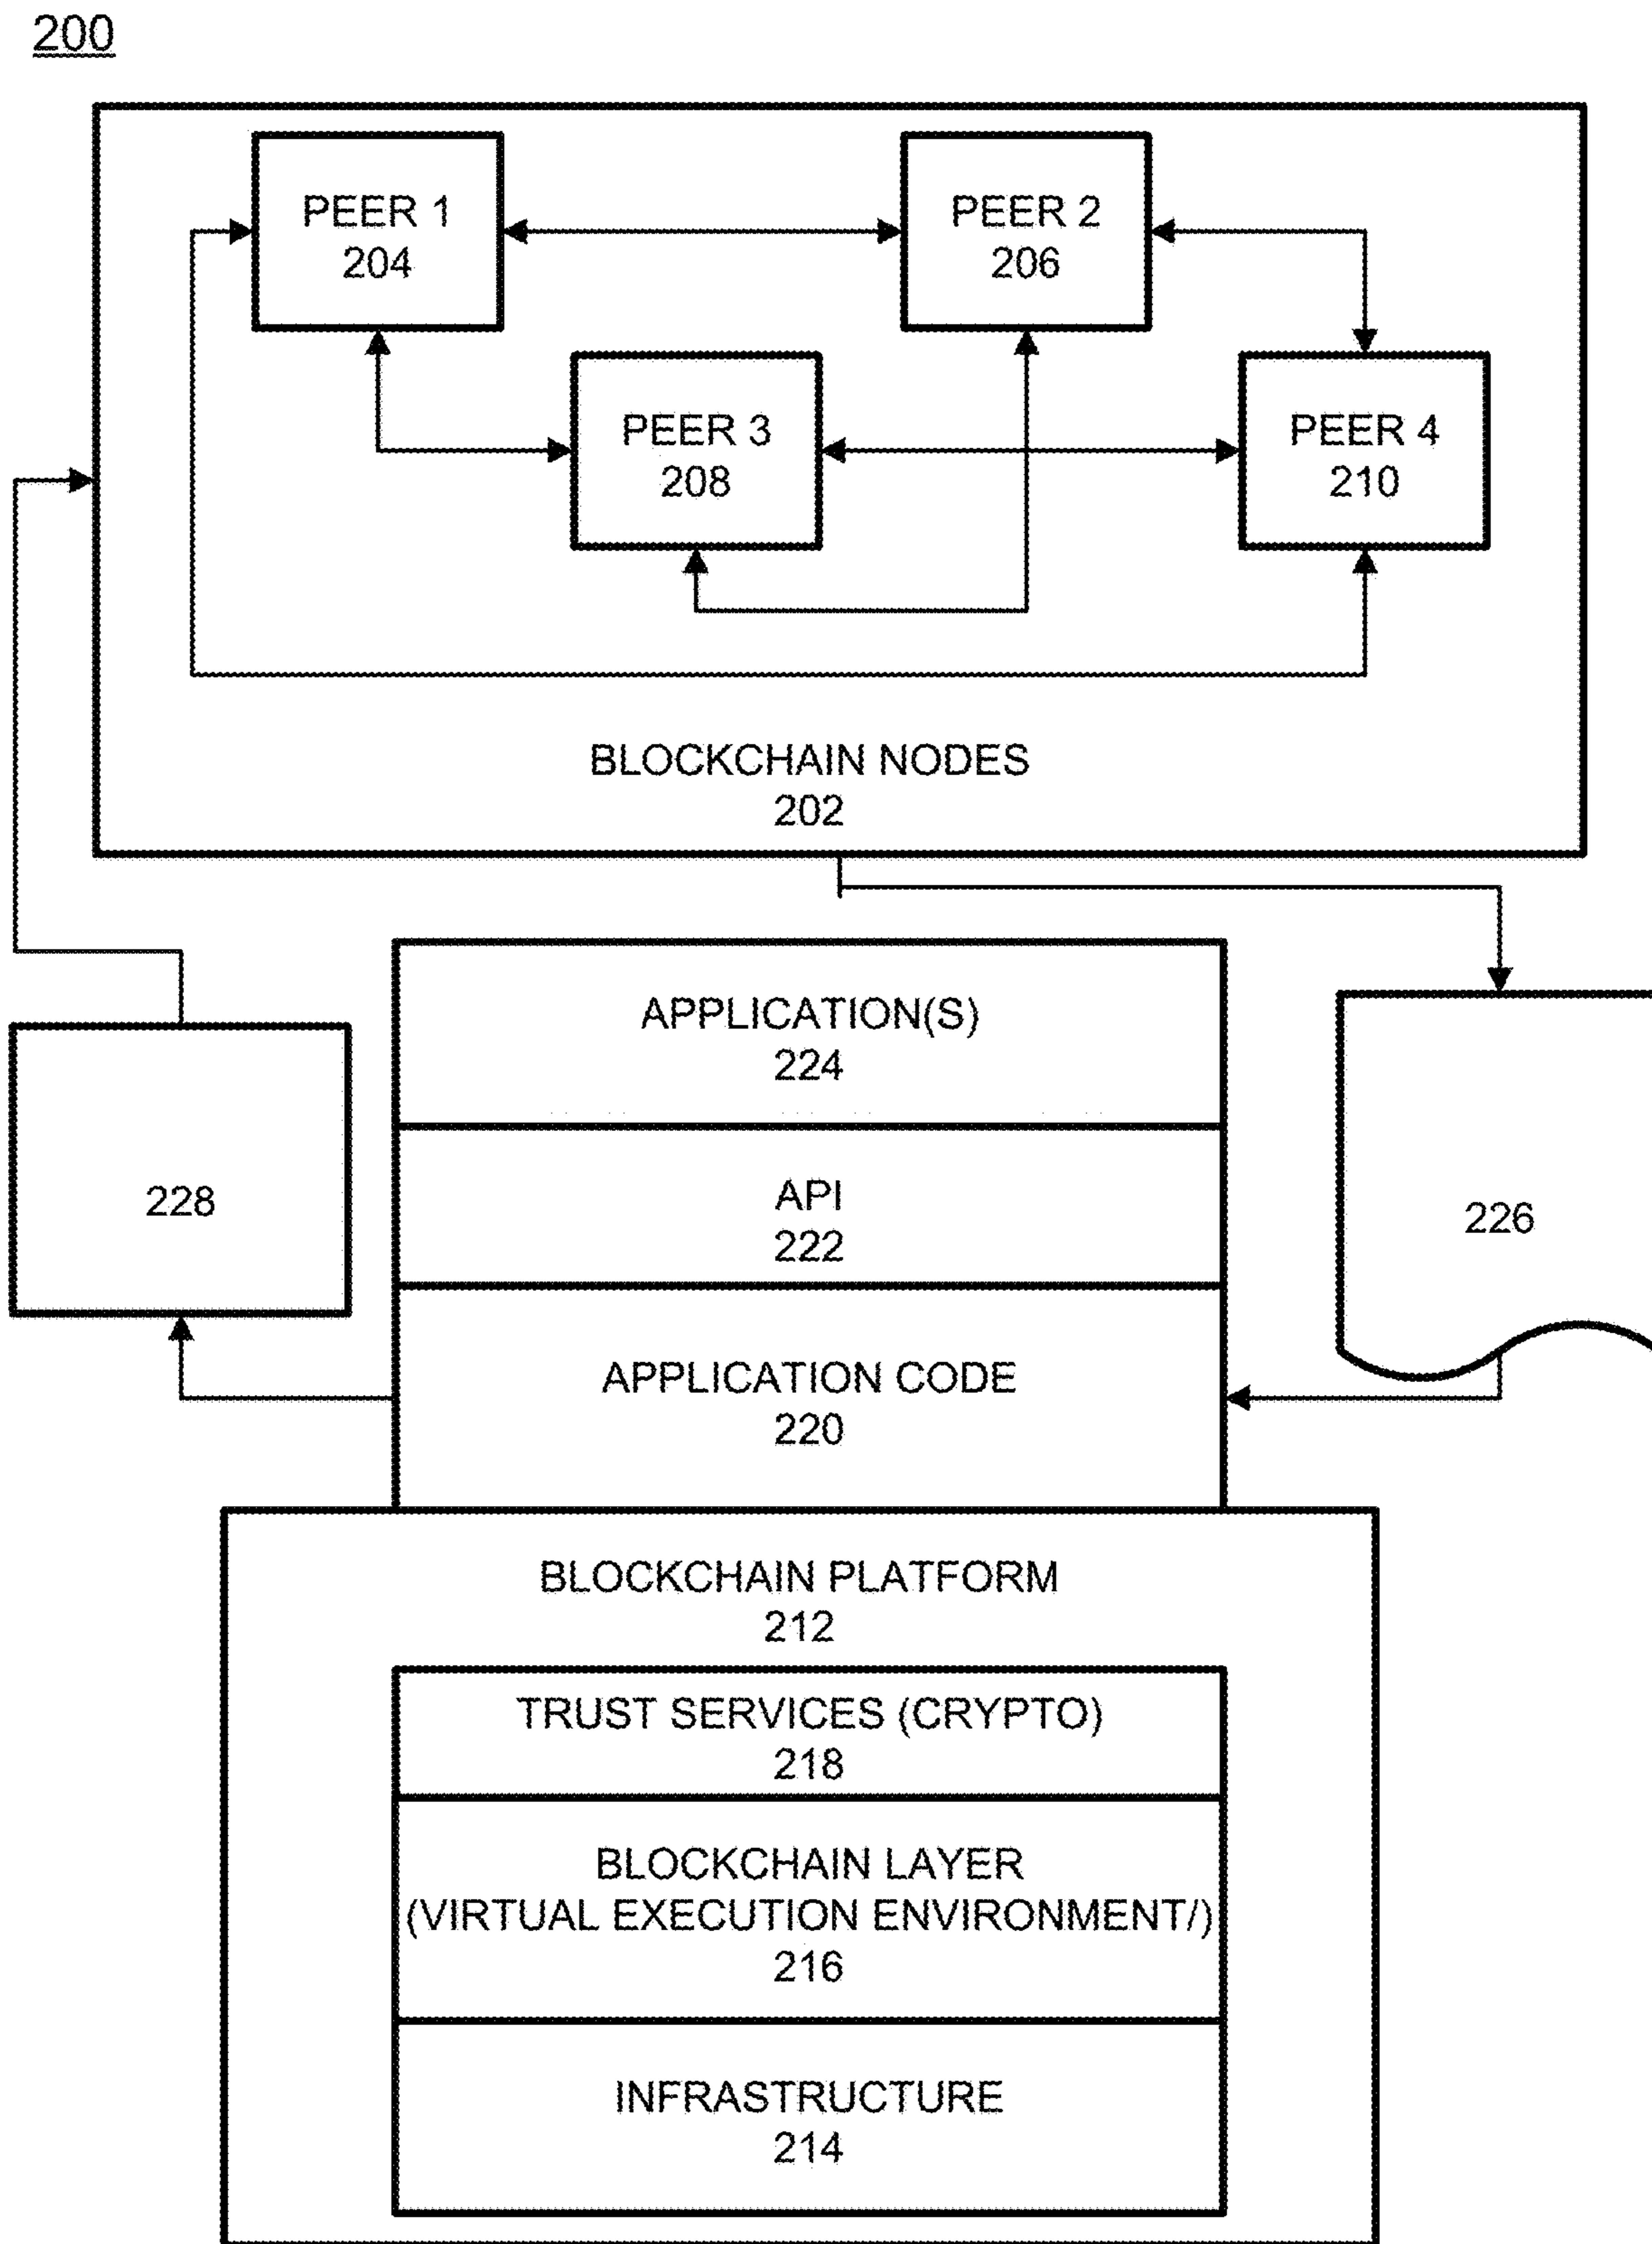 200
PEER 1
204
PEER 2
206
PEER 3
208
PEER 4
210
BLOCKCHAIN NODES
202
APPLICATION(S)
224
API
222
228
226
APPLICATION CODE
220
BLOCKCHAIN PLATFORM
212
TRUST SERVICES (CRYPTO)
218
BLOCKCHAIN LAYER
(VIRTUAL EXECUTION ENVIRONMENT/)
216
INFRASTRUCTURE
214